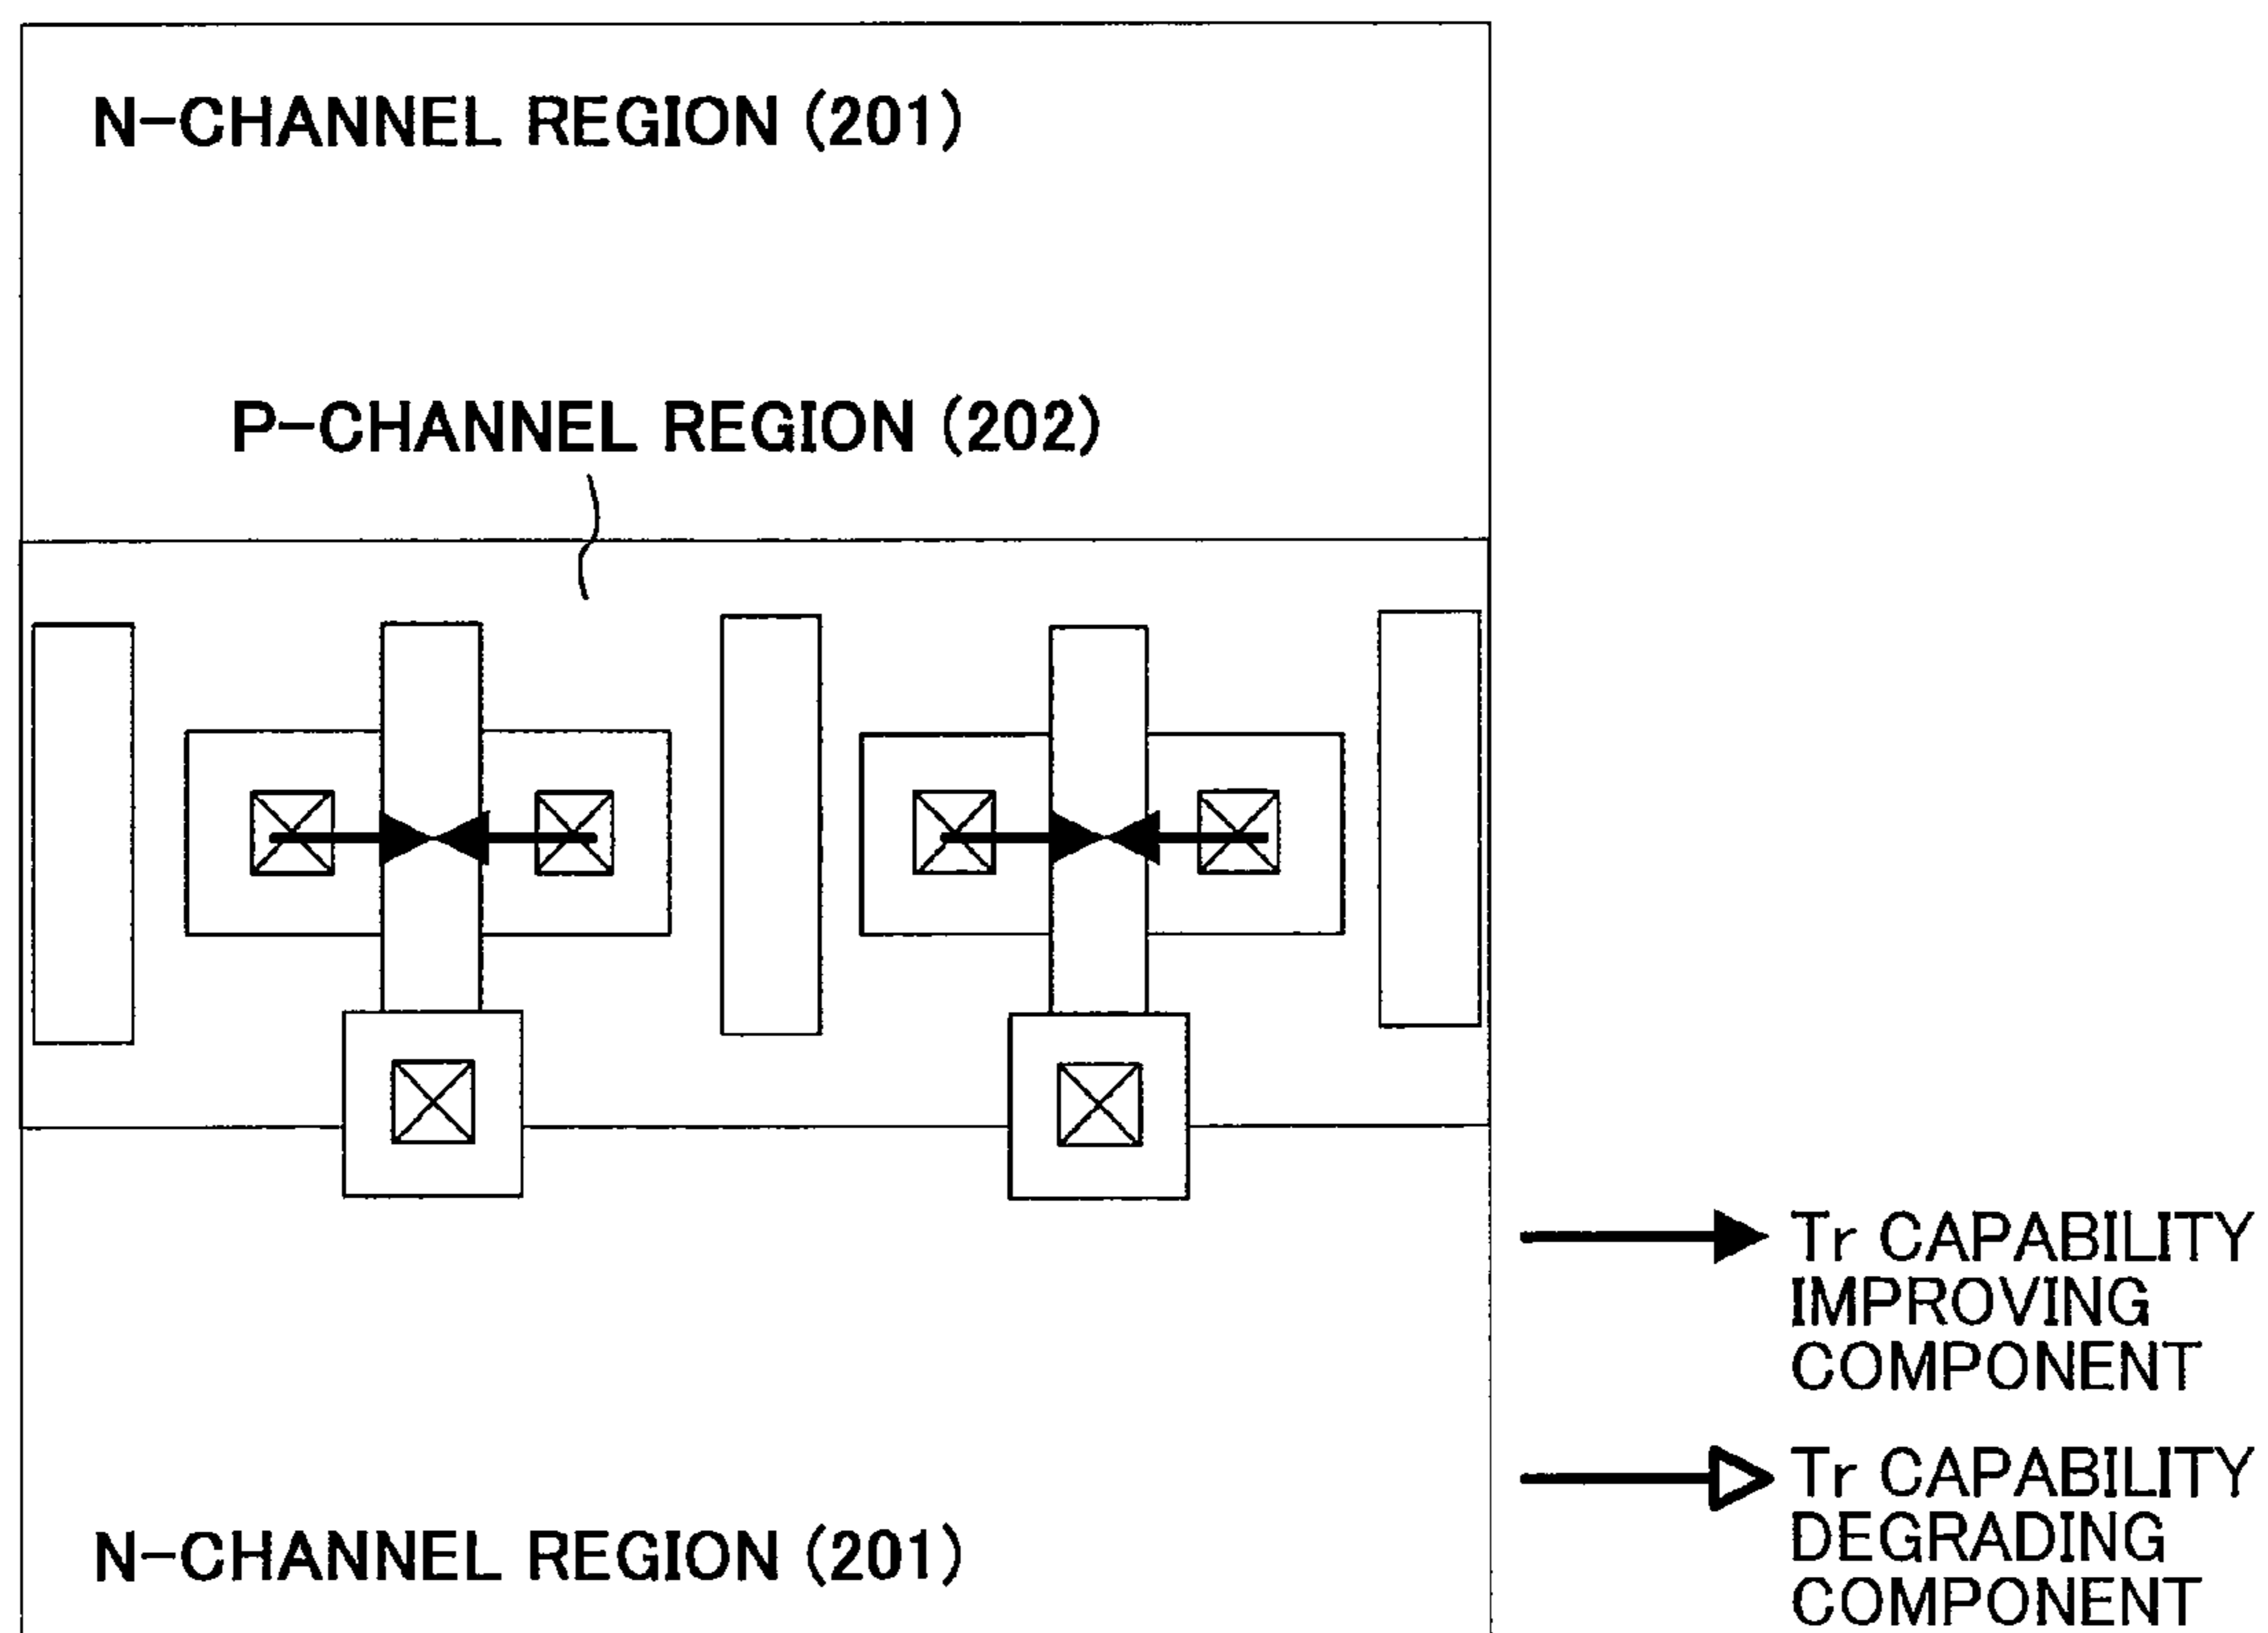 N-CHANNEL REGION (201)
P-CHANNEL REGION (202)
Tr CAPABILITY
IMPROVING
COMPONENT
Tr CAPABILITY
DEGRADING
COMPONENT
N-CHANNEL REGION (201)